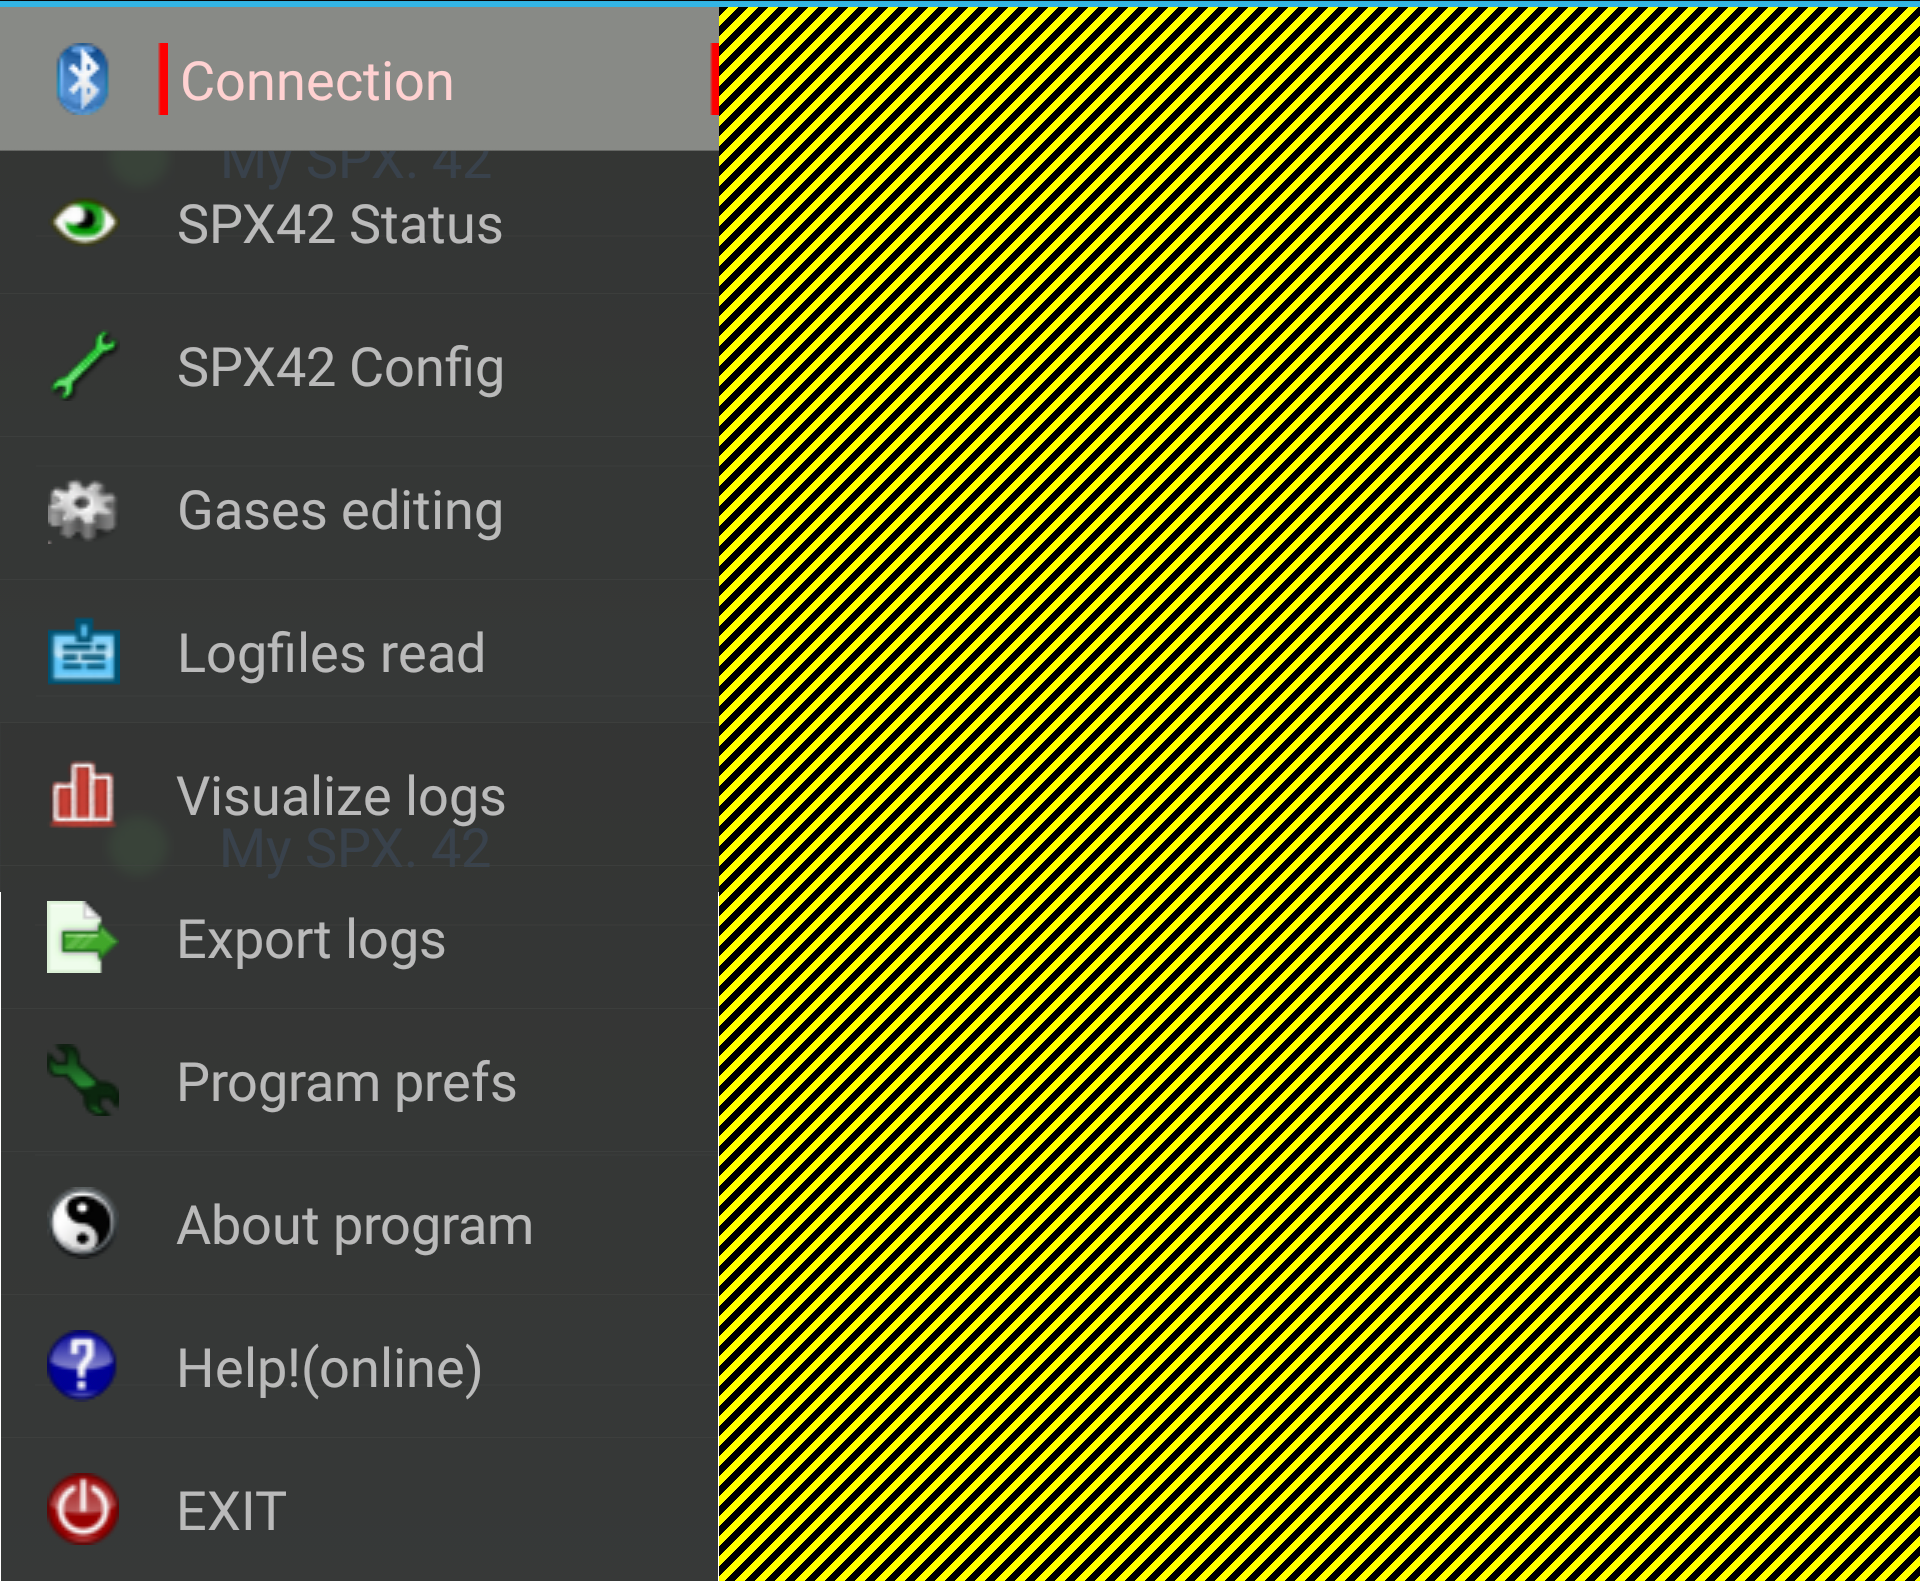 Connection
My SPX. 42
SPX42 Status
SPX42 Config
Gases editing
Logfiles read
Visualize logs
My SPX. 42
Export logs
Program prefs
About program
Help!(online)
EXIT